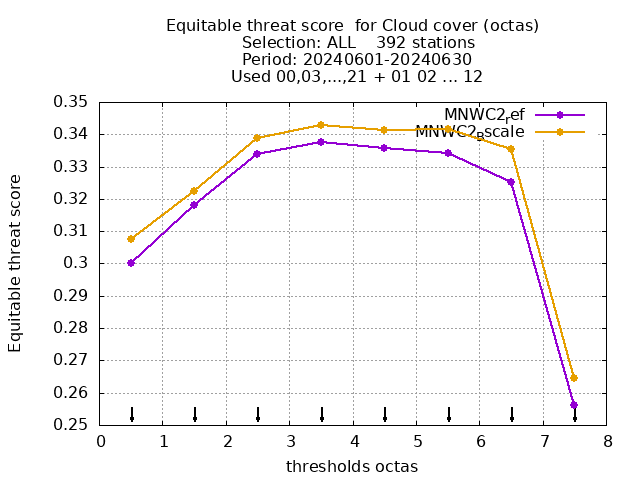 Equitable threat score  for Cloud cover (octas)
Selection: ALL    392 stations
Period: 20240601-20240630
Used 00,03,...,21 + 01 02 ... 12
MNWC2ref
MNWC2Bscale
0.35
0.34
0.33
0.32
0.31
0.3
0.29
0.28
0.27
0.26
0.25
Equitable threat score
0 1 2 3 4 5 6 7 8
thresholds octas